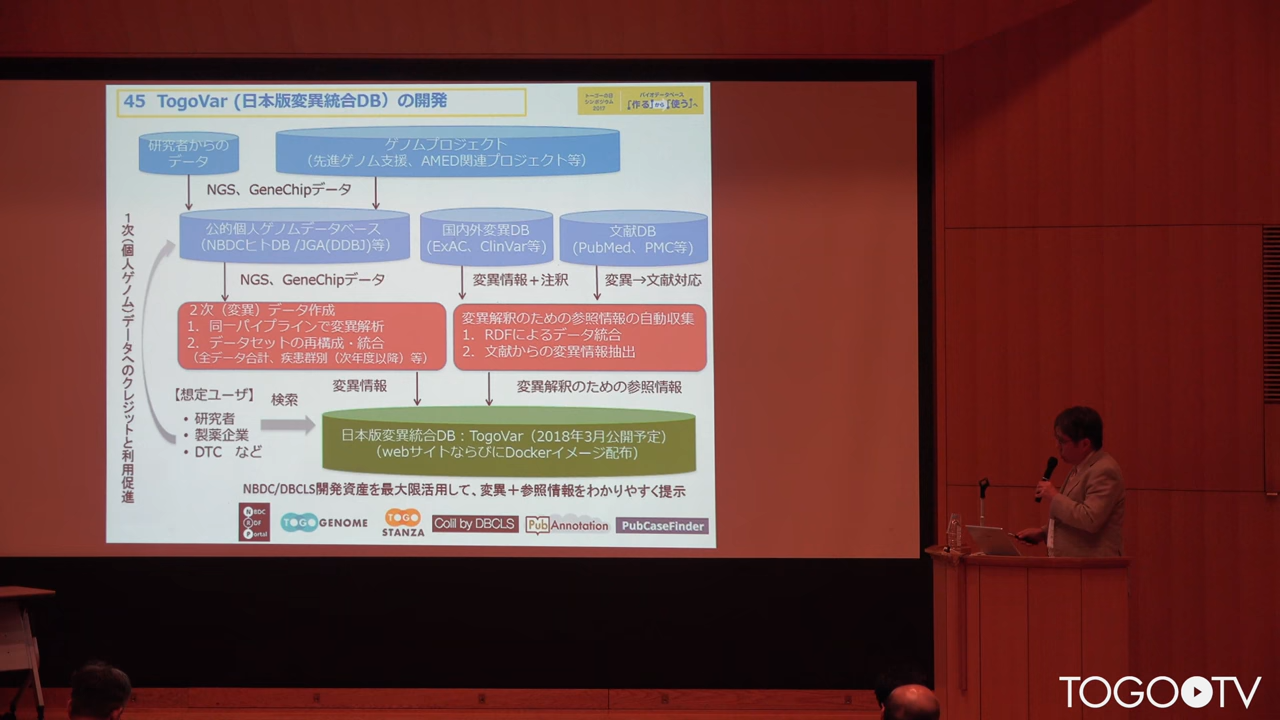 45 TogoVar (日本版変異統合DB）の開発
トーゴーの日
シンポジウム
2017
バイオデータベース
『作る』から『使う』へ
研究者からの
データ
ゲノムプロジェクト
（先進ゲノム支援、AMED関連プロジェクト等）
NGS、GeneChipデータ
公的個人ゲノムデータベース
（NBDCヒトDB /JGA(DDBJ)等）
国内外変異DB
(ExAC、ClinVar等)
文献DB
(PubMed、PMC等)
NGS、GeneChipデータ
変異情報＋注釈
変異→文献対応
２次（変異）データ作成
1. 同一パイプラインで変異解析
2. データセットの再構成・統合
（全データ合計、疾患群別（次年度以降）等）
変異解釈のための参照情報の自動収集
1. RDFによるデータ統合
2. 文献からの変異情報抽出
変異情報
変異解釈のための参照情報
１次（個人ゲノム）データへのクレジットと利用促進
【想定ユーザ】
• 研究者
• 製薬企業
• DTC など
検索
日本版変異統合DB：TogoVar（2018年3月公開予定）
（webサイトならびにDockerイメージ配布）
NBDC/DBCLS開発資産を最大限活用して、変異＋参照情報をわかりやすく提示
NBDC
RDF
Portal
TOGO GENOME
TOGO
STANZA
Colil by DBCLS
PubAnnotation
PubCaseFinder
TOGO TV